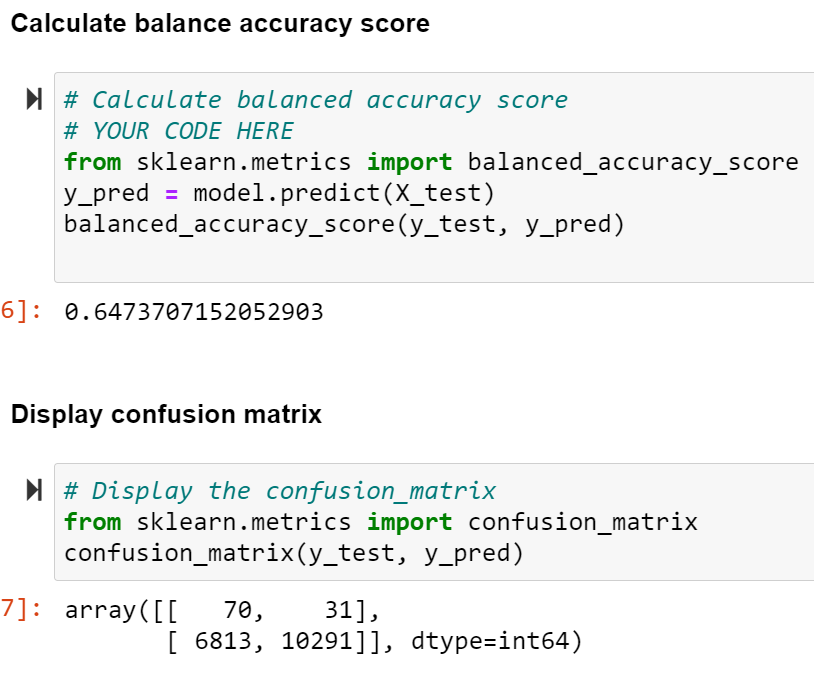 Calculate balance accuracy score
# Calculate balanced accuracy score
# YOUR CODE HERE
from sklearn.metrics import balanced_accuracy_score
y_pred = model.predict(X_test)
balanced_accuracy_score(y_test, y_pred)
6]: 0.6473707152052903
Display confusion matrix
# Display the confusion_matrix
from sklearn.metrics import confusion_matrix
confusion_matrix(y_test, y_pred)
7]: array([[   70,    31],
       [ 6813, 10291]], dtype=int64)